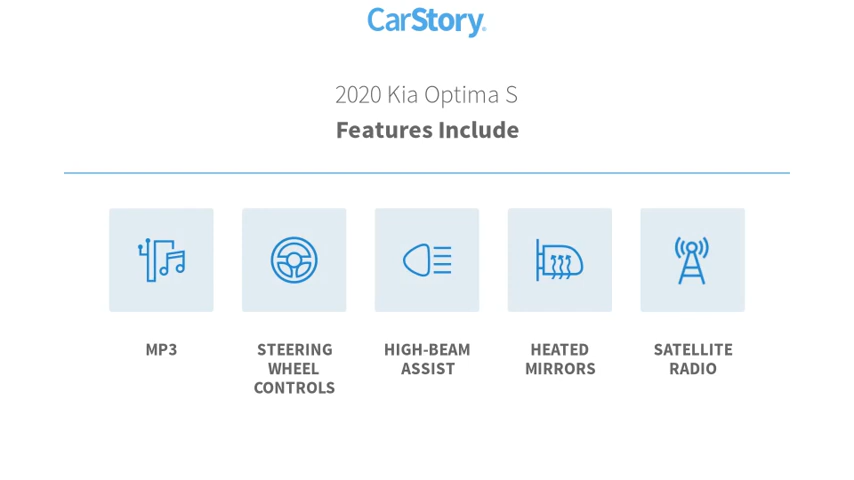 CarStory
2020 Kia Optima S
Features Include
MP3
STEERING
WHEEL
CONTROLS
HIGH-BEAM
ASSIST
HEATED
MIRRORS
SATELLITE
RADIO